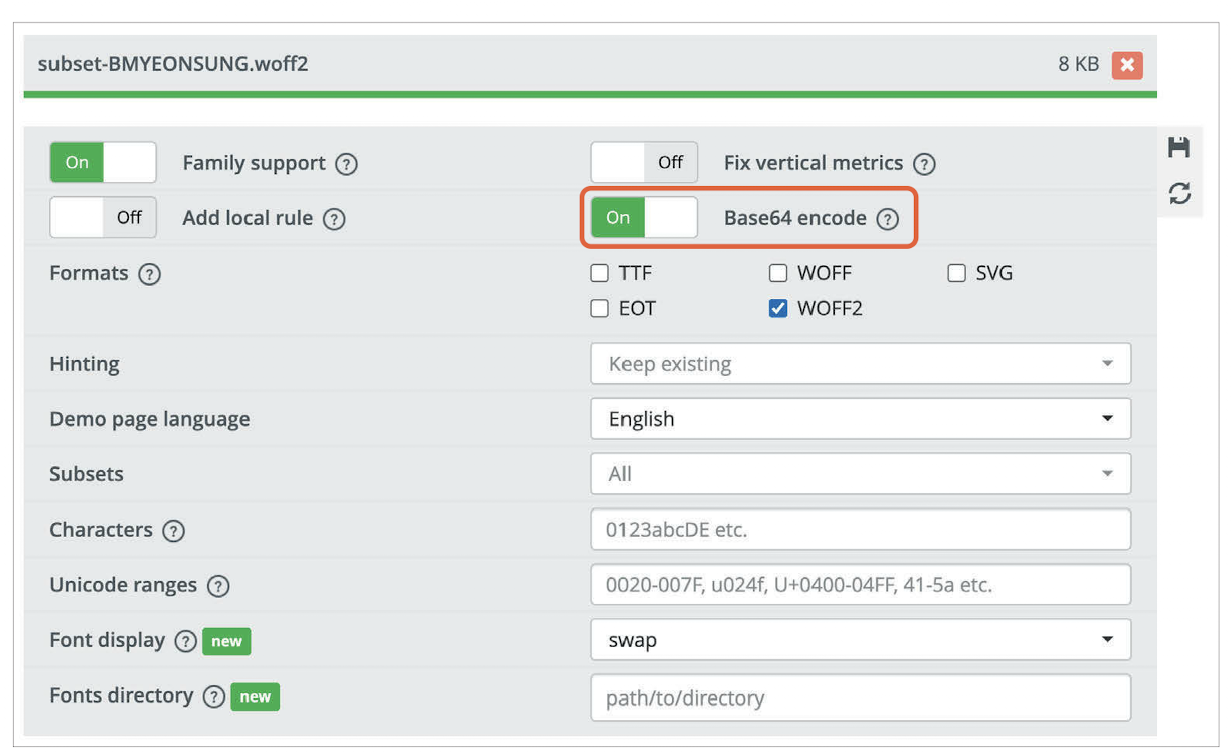 subset-BMYEONSUNG.woff2 8 KB
On Family support ? Off Fix vertical metrics ?
Off Add local rule ? On Base64 encode ?
Formats ? TTF WOFF SVG
EOT WOFF2
Hinting Keep existing
Demo page language English
Subsets All
Characters ? 0123abcDE etc.
Unicode ranges ? 0020-007F, u024f, U+0400-04FF, 41-5a etc.
Font display ? new swap
Fonts directory ? new path/to/directory